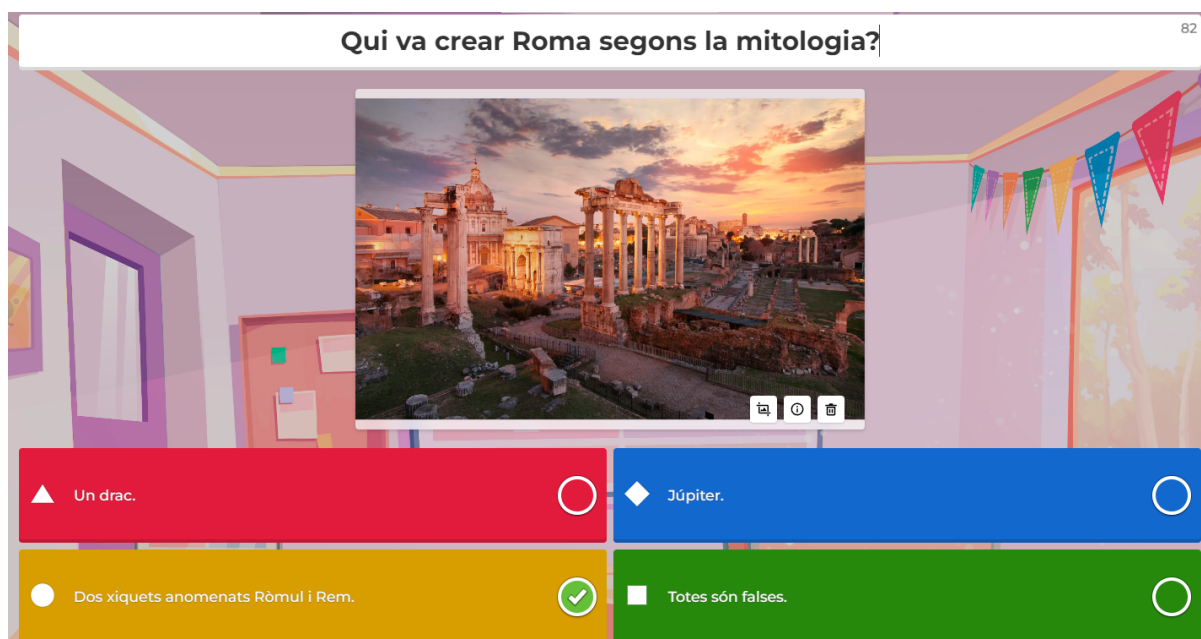 Qui va crear Roma segons la mitologia?
82
Un drac.
Júpiter.
Dos xiquets anomenats Ròmul i Rem.
Totes són falses.